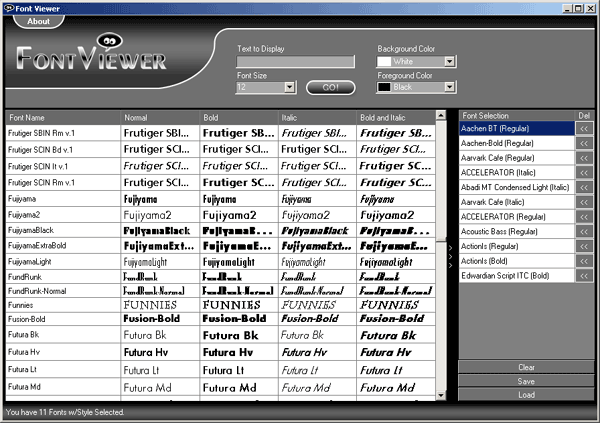 Font Viewer
About
FONTVIEWER
Text to Display
Background Color
White
Font Size
Foreground Color
12
GO!
Black
Font Name Normal Bold Italic Bold and Italic
Frutiger SBIN Rm v.1 Frutiger SBI... Frutiger SB... Frutiger SBI... Frutiger SB...
Frutiger SCIN Bd v.1 Frutiger SCI... Frutiger SC... Frutiger SCI... Frutiger SC...
Frutiger SCIN It v.1 Frutiger SCI... Frutiger SC... Frutiger SCI... Frutiger SC...
Frutiger SCIN Rm v.1 Frutiger SCI... Frutiger SC... Frutiger SCI... Frutiger SC...
Fujiyama Fujiyama Fujiyama Fujiyama Fujiyama
Fujiyama2 Fujiyama2 Fujiyama2 Fujiyama2 Fujiyama2
FujiyamaBlack FujiyamaBlack FujiyamaB... FujiyamaBlack FujiyamaB...
FujiyamaExtraBold FujiyamaExt... FujiyamaE... FujiyamaExt... FujiyamaE...
FujiyamaLight FujiyamaLight FujiyamaLight FujiyamaLight FujiyamaLight
FundRunk FundRunk FundRunk FundRunk FundRunk
FundRunk-Normal FundRunk-Normal FundRunk-Normal FundRunk-Normal FundRunk-Normal
Funnies FUNNIES FUNNIES FUNNIES FUNNIES
Fusion-Bold Fusion-Bold Fusion-Bold Fusion-Bold Fusion-Bold
Futura Bk Futura Bk Futura Bk Futura Bk Futura Bk
Futura Hv Futura Hv Futura Hv Futura Hv Futura Hv
Futura Lt Futura Lt Futura Lt Futura Lt Futura Lt
Futura Md Futura Md Futura Md Futura Md Futura Md
Font Selection Del
Aachen BT (Regular) <<
Aachen-Bold (Regular) <<
Aarvark Cafe (Regular) <<
ACCELERATOR (Italic) <<
Abadi MT Condensed Light (Italic) <<
Aarvark Cafe (Italic) <<
ACCELERATOR (Regular) <<
Acoustic Bass (Regular) <<
ActionIs (Regular) <<
ActionIs (Bold) <<
Edwardian Script ITC (Bold) <<
Clear
Save
Load
You have 11 Fonts w/Style Selected.